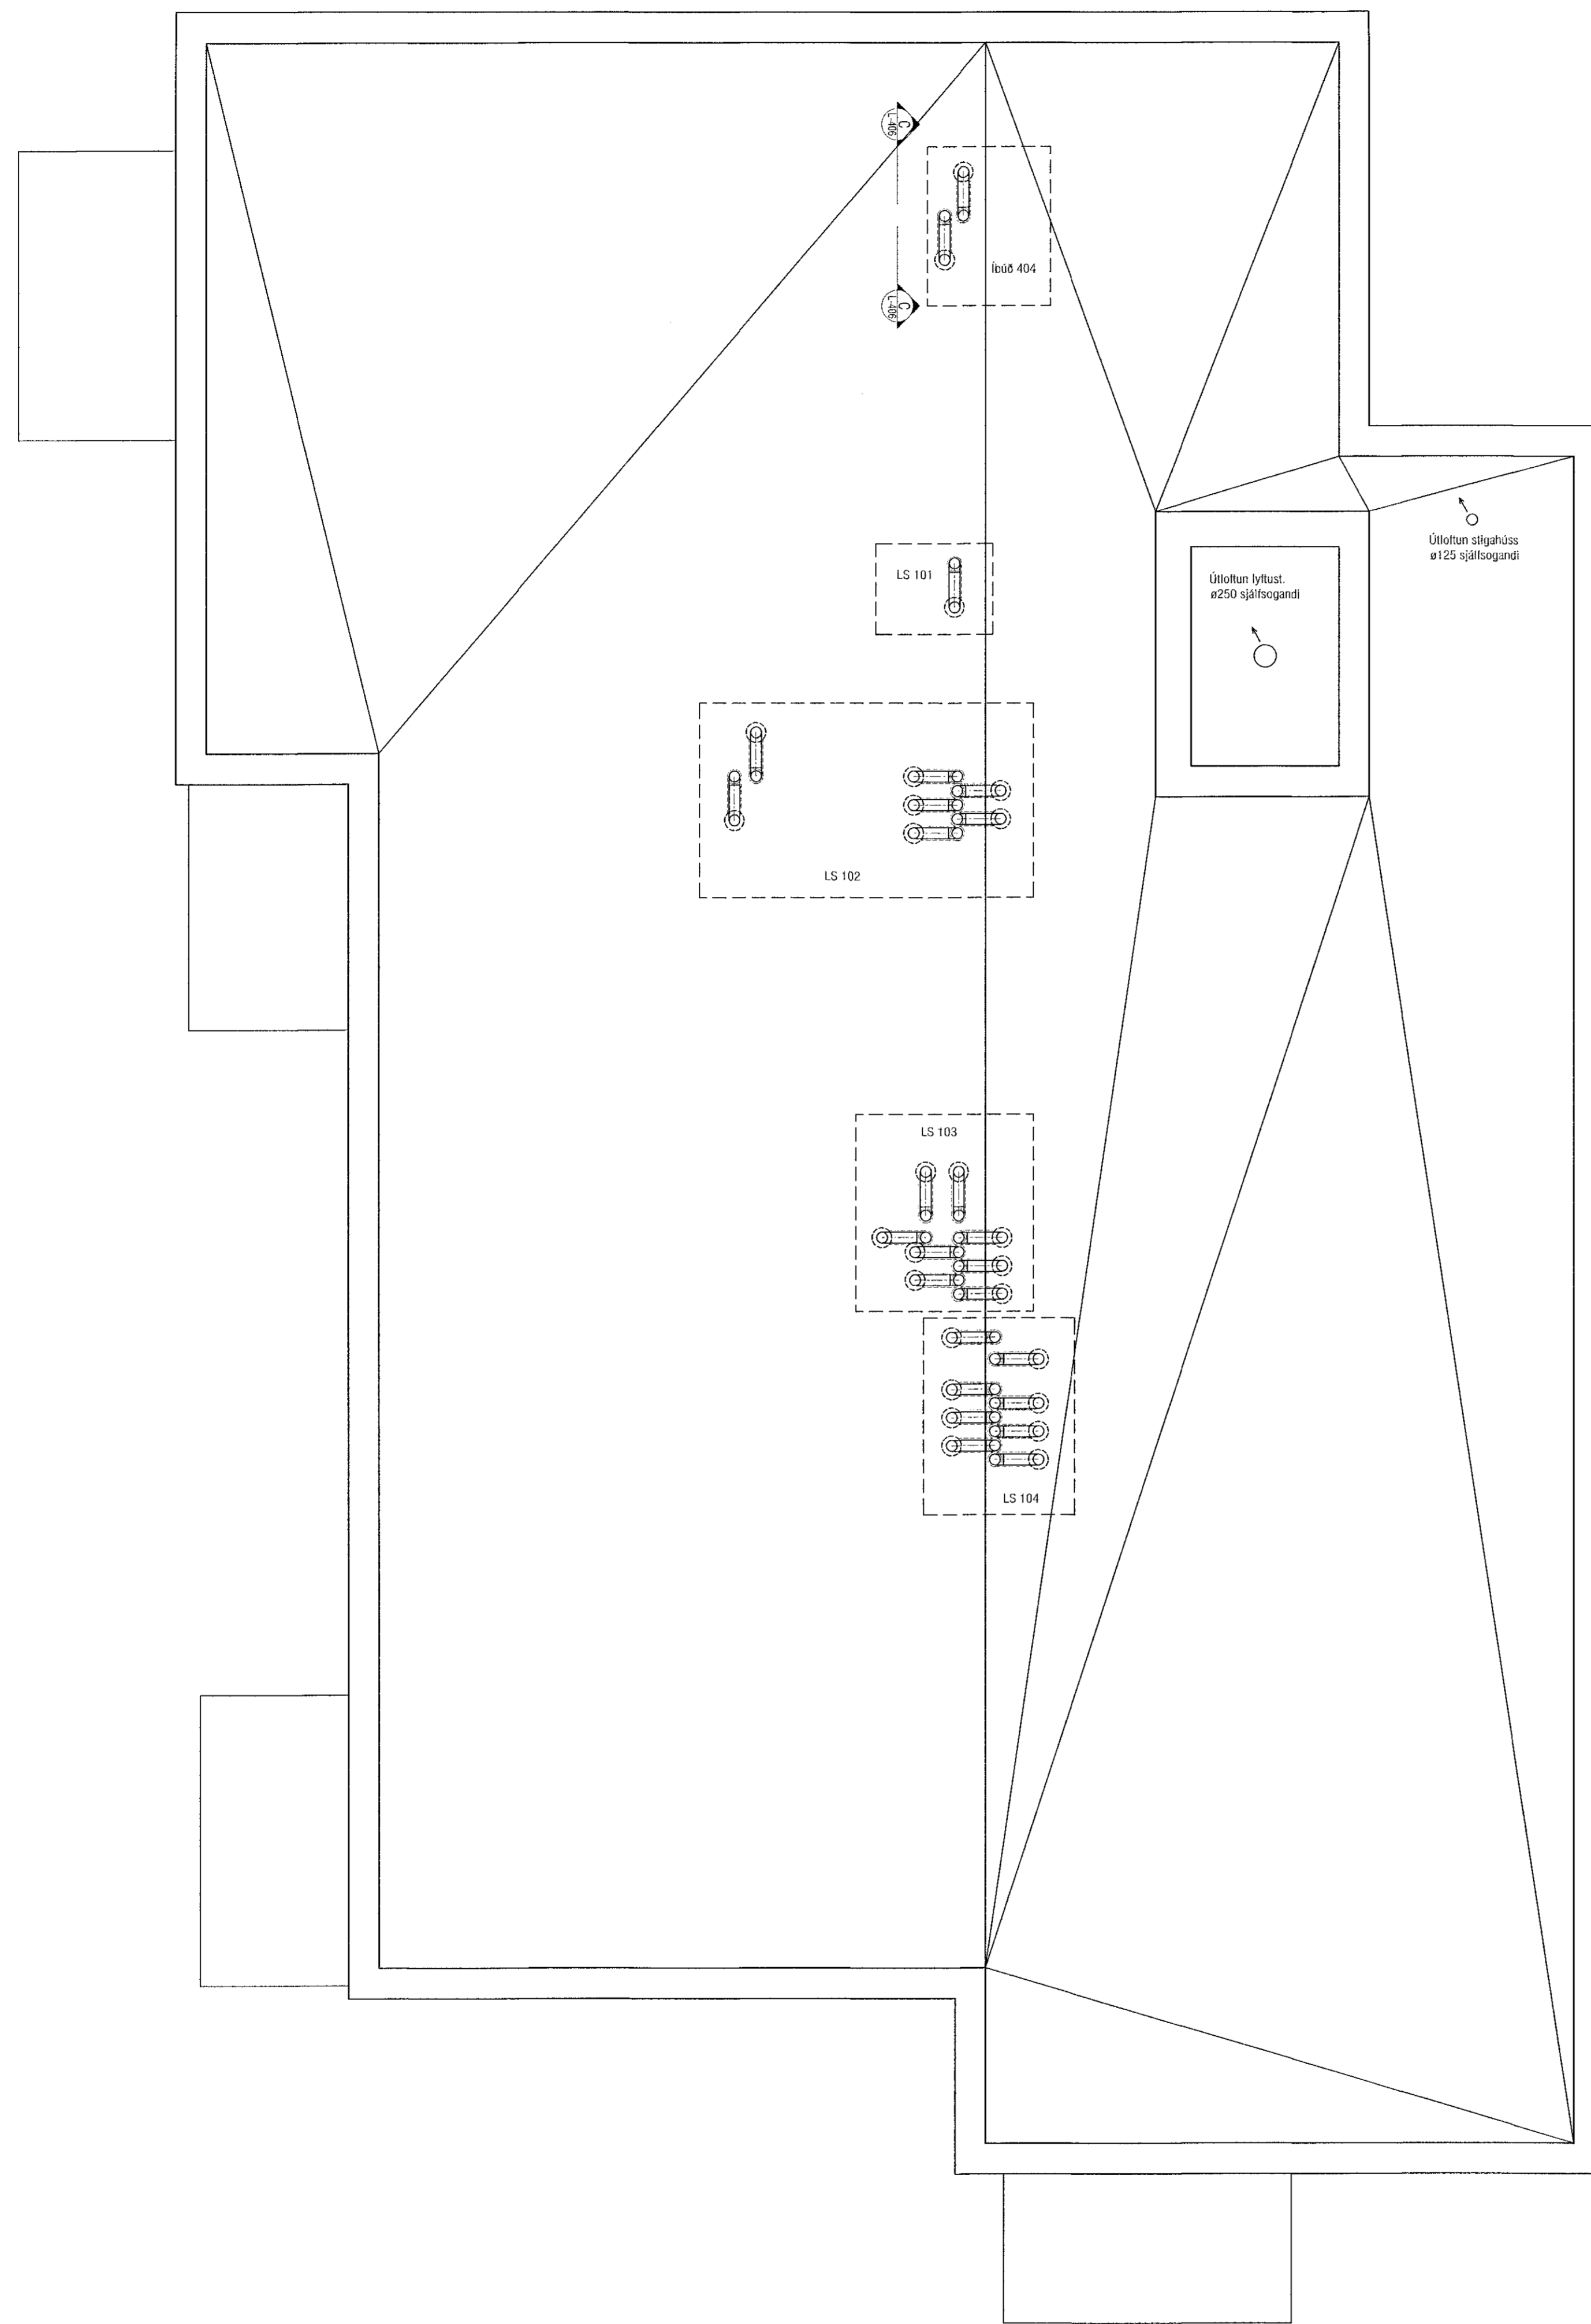 C
L-406
Íbúð 404
C
L-406
Útloftun stigahúss
ø125 sjálfsogandi
LS 101
Útloftun lyftust.
ø250 sjálfsogandi
LS 102
LS 103
LS 104